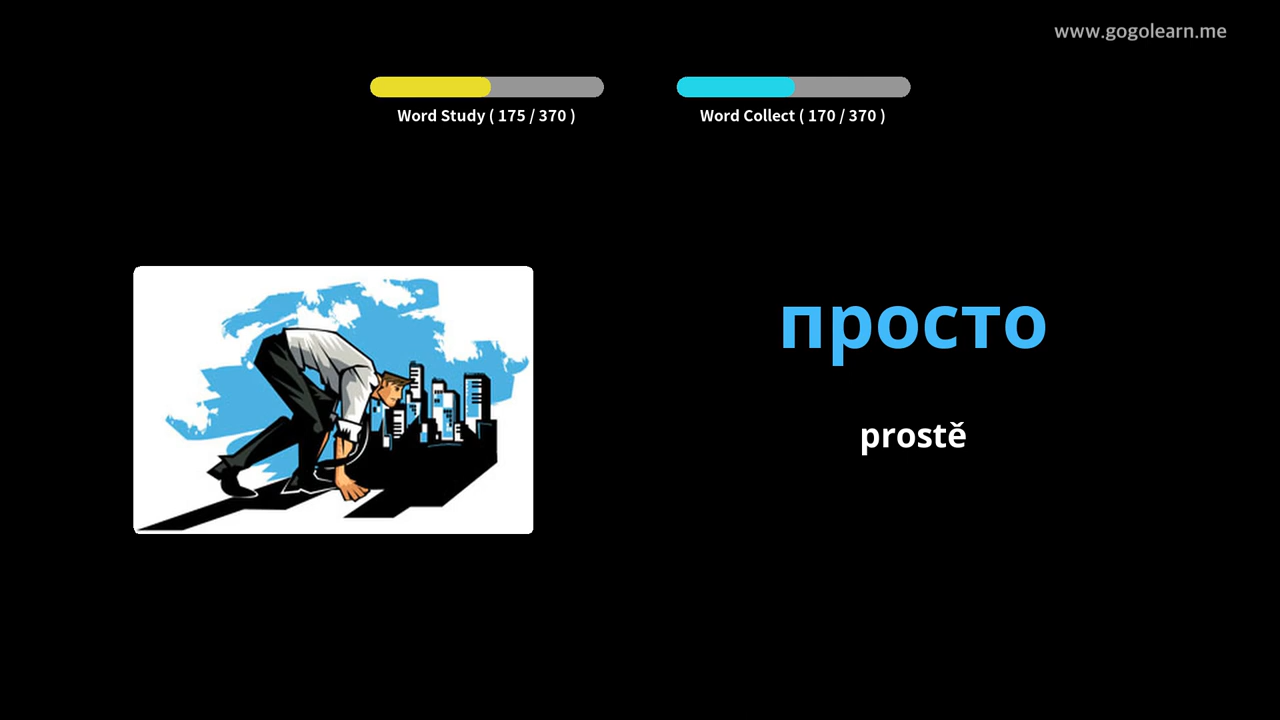 www.gogolearn.me
Word Study ( 175 / 370 )
Word Collect ( 170 / 370 )
просто
prostě